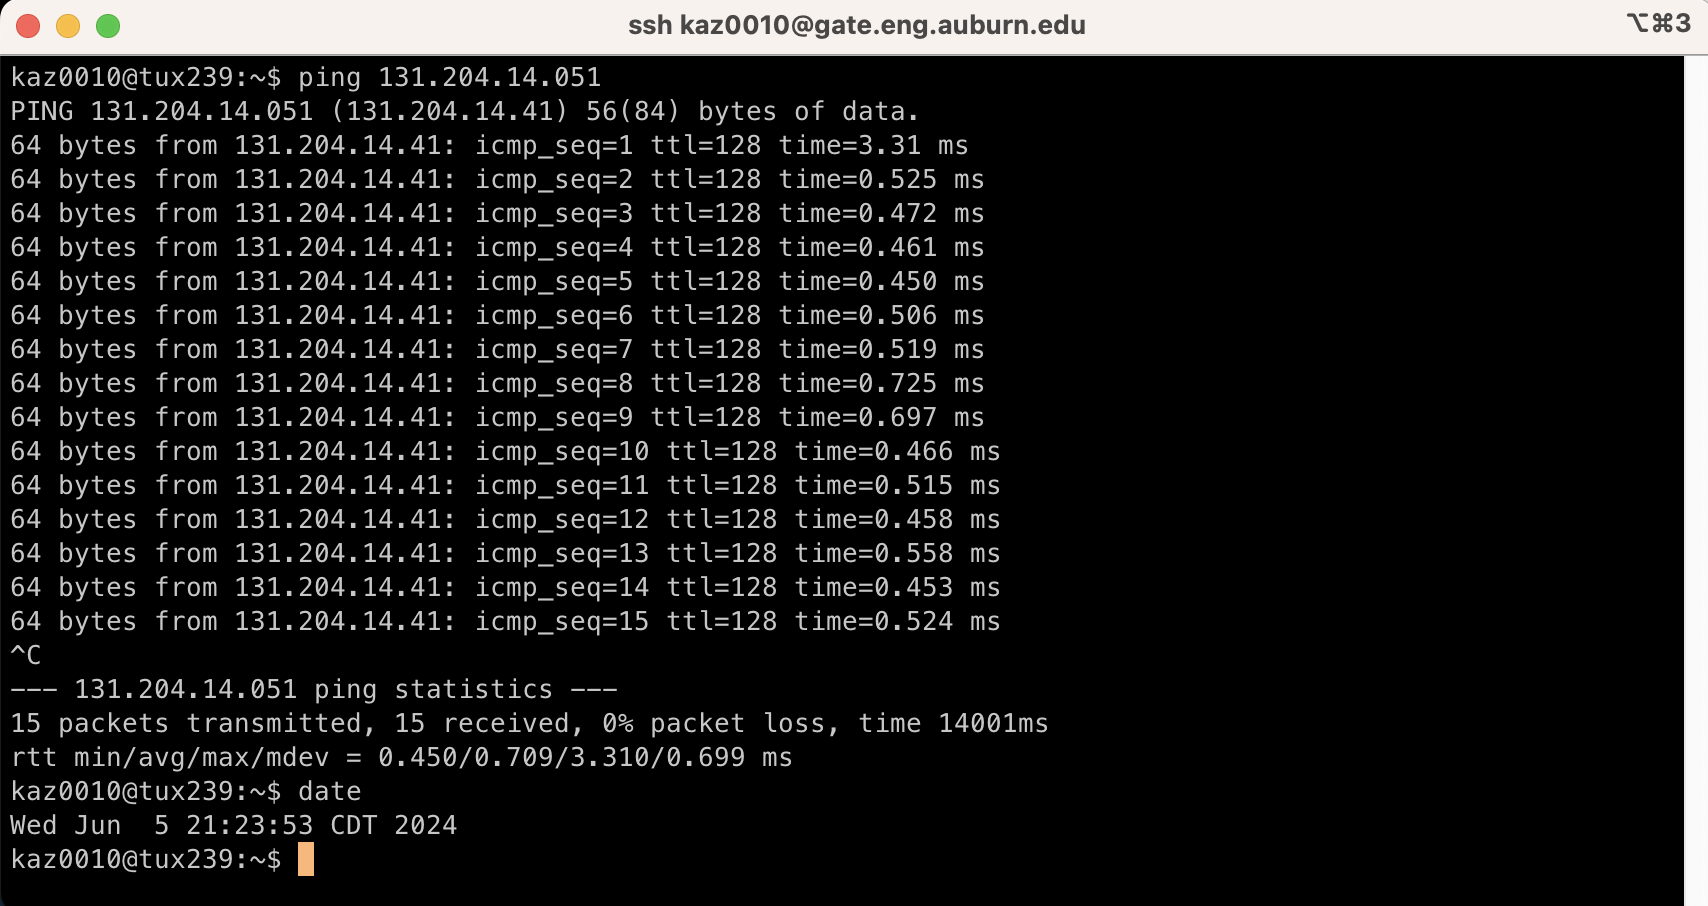 ssh kaz0010@gate.eng.auburn.edu ⌥⌘3
kaz0010@tux239:~$ ping 131.204.14.051
PING 131.204.14.051 (131.204.14.41) 56(84) bytes of data.
64 bytes from 131.204.14.41: icmp_seq=1 ttl=128 time=3.31 ms
64 bytes from 131.204.14.41: icmp_seq=2 ttl=128 time=0.525 ms
64 bytes from 131.204.14.41: icmp_seq=3 ttl=128 time=0.472 ms
64 bytes from 131.204.14.41: icmp_seq=4 ttl=128 time=0.461 ms
64 bytes from 131.204.14.41: icmp_seq=5 ttl=128 time=0.450 ms
64 bytes from 131.204.14.41: icmp_seq=6 ttl=128 time=0.506 ms
64 bytes from 131.204.14.41: icmp_seq=7 ttl=128 time=0.519 ms
64 bytes from 131.204.14.41: icmp_seq=8 ttl=128 time=0.725 ms
64 bytes from 131.204.14.41: icmp_seq=9 ttl=128 time=0.697 ms
64 bytes from 131.204.14.41: icmp_seq=10 ttl=128 time=0.466 ms
64 bytes from 131.204.14.41: icmp_seq=11 ttl=128 time=0.515 ms
64 bytes from 131.204.14.41: icmp_seq=12 ttl=128 time=0.458 ms
64 bytes from 131.204.14.41: icmp_seq=13 ttl=128 time=0.558 ms
64 bytes from 131.204.14.41: icmp_seq=14 ttl=128 time=0.453 ms
64 bytes from 131.204.14.41: icmp_seq=15 ttl=128 time=0.524 ms
^C
--- 131.204.14.051 ping statistics ---
15 packets transmitted, 15 received, 0% packet loss, time 14001ms
rtt min/avg/max/mdev = 0.450/0.709/3.310/0.699 ms
kaz0010@tux239:~$ date
Wed Jun  5 21:23:53 CDT 2024
kaz0010@tux239:~$